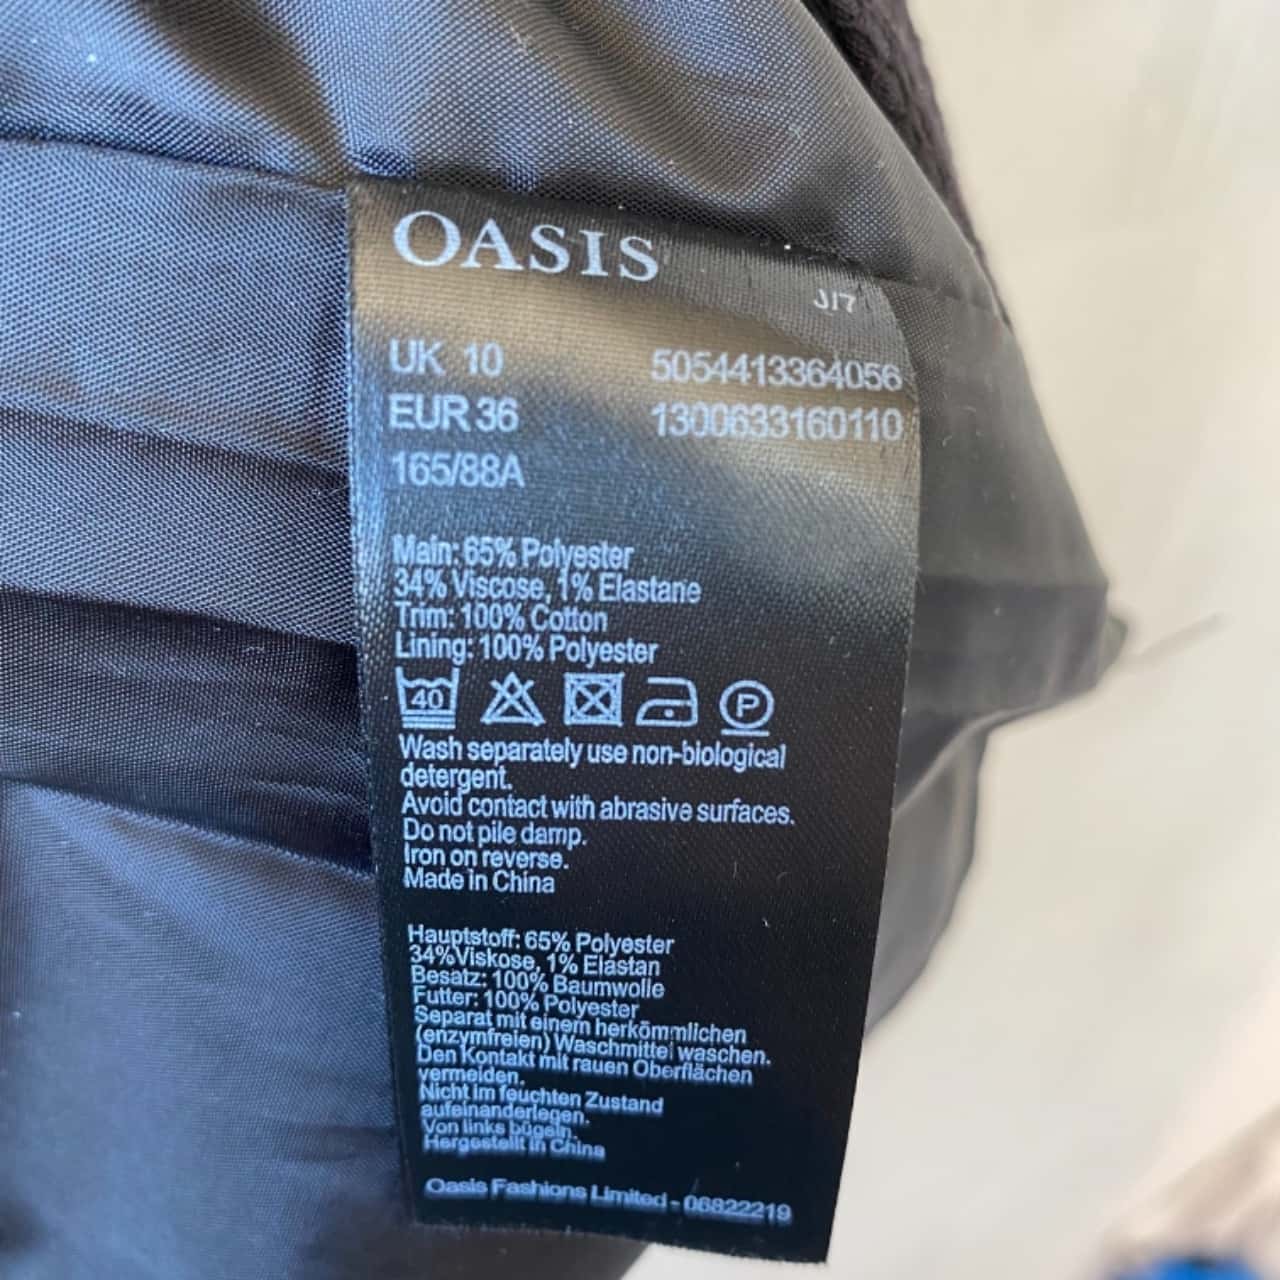 OASIS
J17
UK 10 5054413364056
EUR 36 1300633160110
165/88A
Main: 65% Polyester
34% Viscose, 1% Elastane
Trim: 100% Cotton
Lining: 100% Polyester
40 P
Wash separately use non-biological
detergent.
Avoid contact with abrasive surfaces.
Do not pile damp.
Iron on reverse.
Made in China
Hauptstoff: 65% Polyester
34%Viskose, 1% Elastan
Besatz: 100% Baumwolle
Futter: 100% Polyester
Separat mit einem herkömmlichen
(enzymfreien) Waschmittel waschen.
Den Kontakt mit rauen Oberflächen
vermeiden.
Nicht im feuchten Zustand
aufeinanderlegen.
Von links bügeln.
Hergestellt in China
Oasis Fashions Limited - 06822219